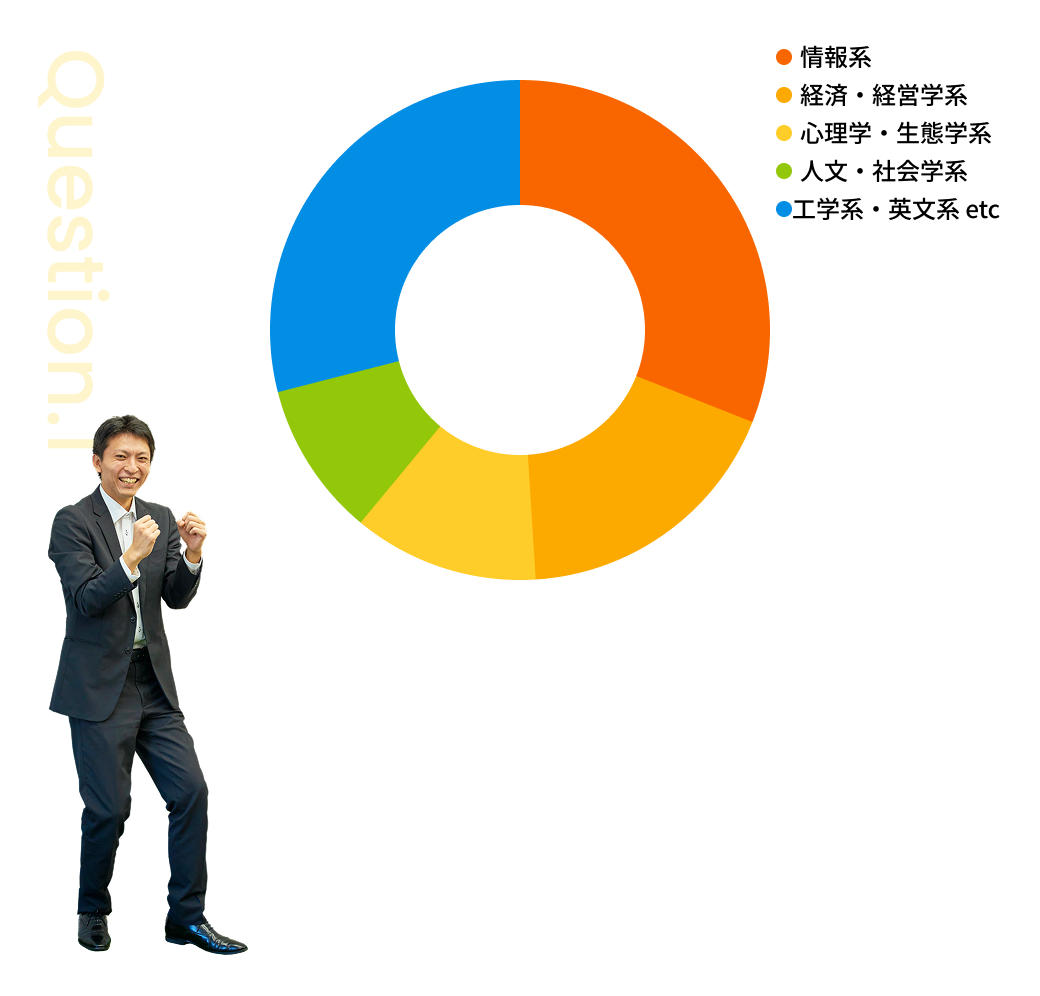 Question.1
情報系
経済・経営学系
心理学・生態学系
人文・社会学系
工学系・英文系 etc